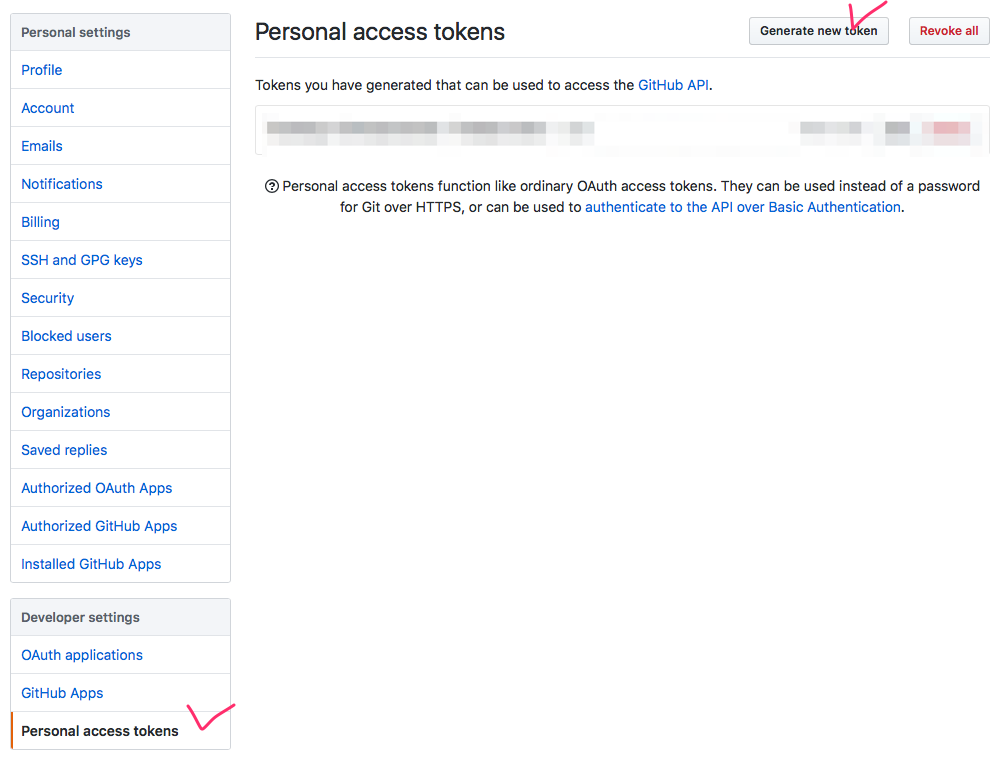 Personal settings
Profile
Account
Emails
Notifications
Billing
SSH and GPG keys
Security
Blocked users
Repositories
Organizations
Saved replies
Authorized OAuth Apps
Authorized GitHub Apps
Installed GitHub Apps
Developer settings
OAuth applications
GitHub Apps
Personal access tokens
Personal access tokens
Generate new token
Revoke all
Tokens you have generated that can be used to access the GitHub API.
Personal access tokens function like ordinary OAuth access tokens. They can be used instead of a password
for Git over HTTPS, or can be used to authenticate to the API over Basic Authentication.